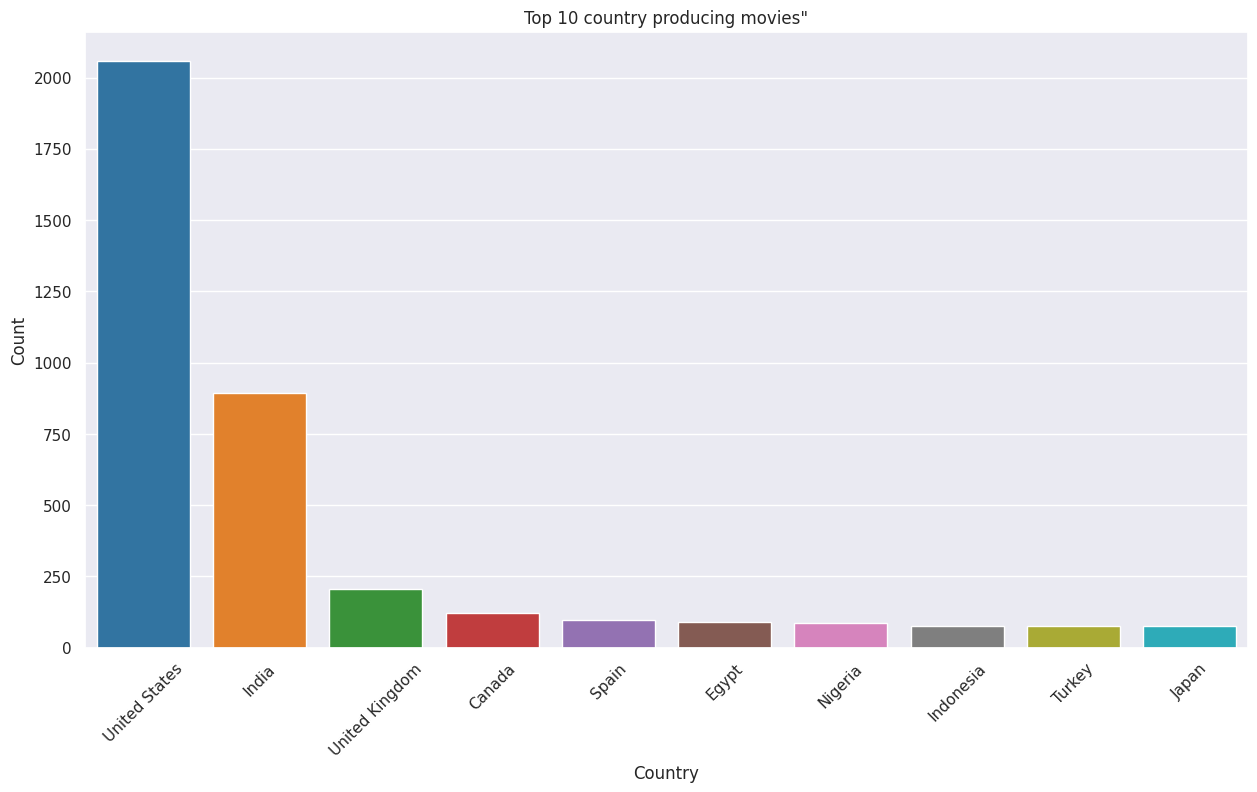 Top 10 country producing movies"
2000
1750
1500
1250
1000
750
500
250
0
Count
United States
India
United Kingdom
Canada
Spain
Egypt
Nigeria
Indonesia
Turkey
Japan
Country